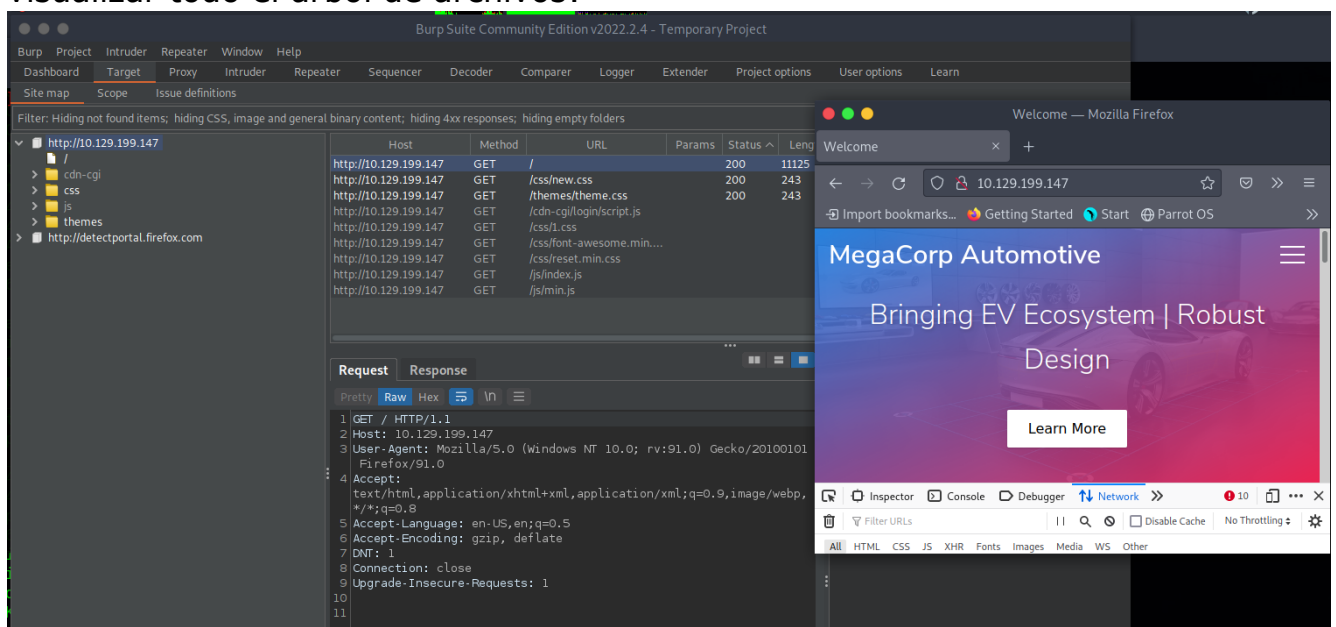 visualizar todo el árbol de archivos:
Burp Suite Community Edition v2022.2.4 - Temporary Project
Burp Project Intruder Repeater Window Help
Dashboard Target Proxy Intruder Repeater Sequencer Decoder Comparer Logger Extender Project options User options Learn
Site map Scope Issue definitions
Filter: Hiding not found items; hiding CSS, image and general binary content; hiding 4xx responses; hiding empty folders
http://10.129.199.147
/
cdn-cgi
css
js
themes
http://detectportal.firefox.com
Host Method URL Params Status Leng
http://10.129.199.147 GET / 200 11125
http://10.129.199.147 GET /css/new.css 200 243
http://10.129.199.147 GET /themes/theme.css 200 243
http://10.129.199.147 GET /cdn-cgi/login/script.js
http://10.129.199.147 GET /css/1.css
http://10.129.199.147 GET /css/font-awesome.min....
http://10.129.199.147 GET /css/reset.min.css
http://10.129.199.147 GET /js/index.js
http://10.129.199.147 GET /js/min.js
Request Response
Pretty Raw Hex \n
1 GET / HTTP/1.1
2 Host: 10.129.199.147
3 User-Agent: Mozilla/5.0 (Windows NT 10.0; rv:91.0) Gecko/20100101
Firefox/91.0
4 Accept:
text/html,application/xhtml+xml,application/xml;q=0.9,image/webp,
*/*;q=0.8
5 Accept-Language: en-US,en;q=0.5
6 Accept-Encoding: gzip, deflate
7 DNT: 1
8 Connection: close
9 Upgrade-Insecure-Requests: 1
10
11
Welcome — Mozilla Firefox
Welcome
10.129.199.147
Import bookmarks... Getting Started Start Parrot OS
MegaCorp Automotive
Bringing EV Ecosystem | Robust
Design
Learn More
Inspector Console Debugger Network 10
Filter URLs Disable Cache No Throttling
All HTML CSS JS XHR Fonts Images Media WS Other